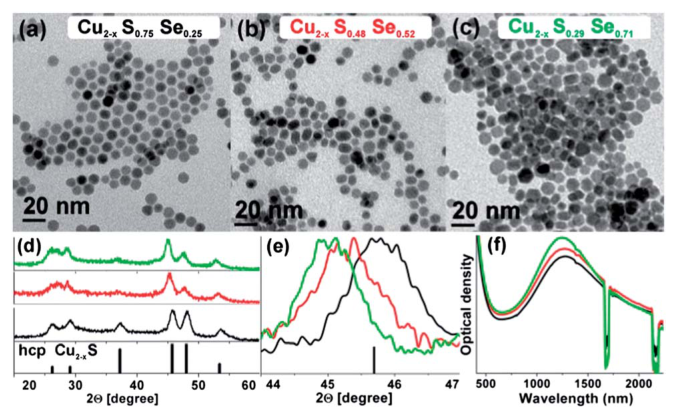 (a) Cu2-x S0.75 Se0.25
(b) Cu2-x S0.48 Se0.52
(c) Cu2-x S0.29 Se0.71
20 nm
20 nm
20 nm
(d)
(e)
(f)
hcp Cu2-xS
20 30 40 50 60
2Θ [degree]
44 45 46 47
2Θ [degree]
Optical density
500 1000 1500 2000
Wavelength (nm)